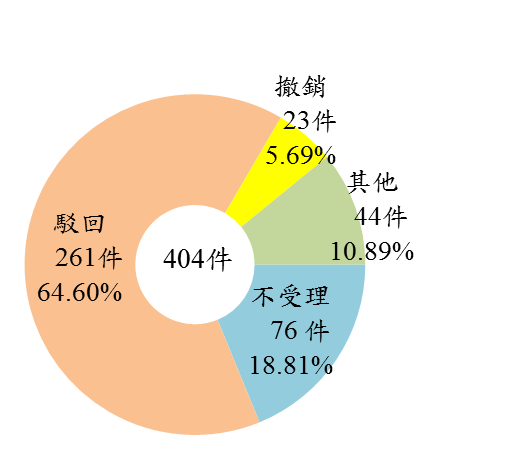 撤銷
23件
5.69%
其他
44件
10.89%
駁回
261件
64.60%
404件
不受理
76 件
18.81%